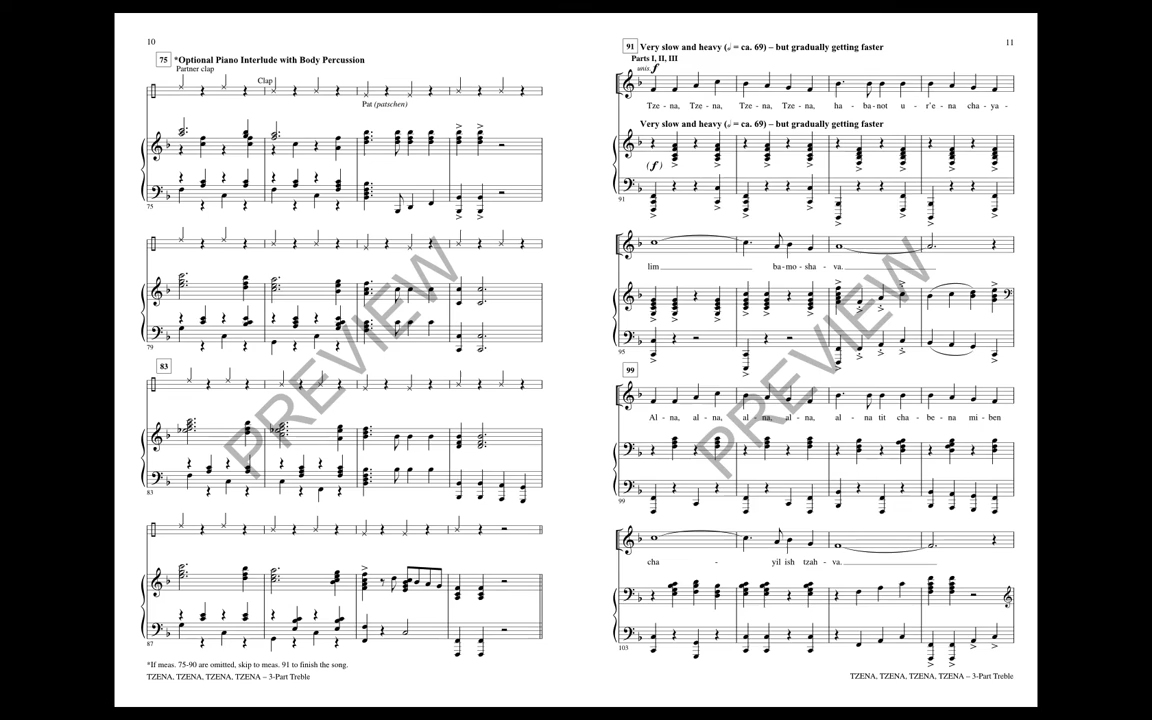 10
75 *Optional Piano Interlude with Body Percussion
Partner clap
Clap
Pat (patschen)
75
79
83
83
87
*If meas. 75-90 are omitted, skip to meas. 91 to finish the song.
TZENA, TZENA, TZENA, TZENA – 3-Part Treble
PREVIEW
11
91 Very slow and heavy (♩ = ca. 69) – but gradually getting faster
Parts I, II, III
unis. f
Tze - na, Tze - na, Tze - na, Tze - na, ha - ba-not u - r'e - na cha-ya -
Very slow and heavy (♩ = ca. 69) – but gradually getting faster
(f)
91
lim ba-mo-sha - va.
95
99
Al - na, al - na, al - na, al - na, al - na tit cha - be - na mi - ben
99
cha - yil ish tzah - va.
103
TZENA, TZENA, TZENA, TZENA – 3-Part Treble
PREVIEW